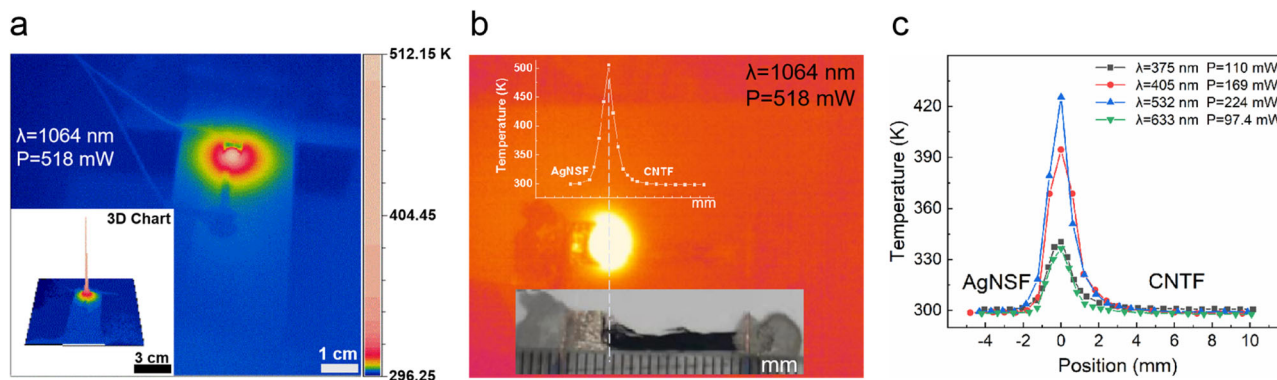 a
λ=1064 nm
P=518 mW
3D Chart
3 cm
1 cm
512.15 K
404.45
296.25
b
λ=1064 nm
P=518 mW
Temperature (K)
500
450
400
350
300
AgNSF
CNTF
mm
mm
c
Temperature (K)
420
390
360
330
300
λ=375 nm P=110 mW
λ=405 nm P=169 mW
λ=532 nm P=224 mW
λ=633 nm P=97.4 mW
AgNSF
CNTF
-4 -2 0 2 4 6 8 10
Position (mm)